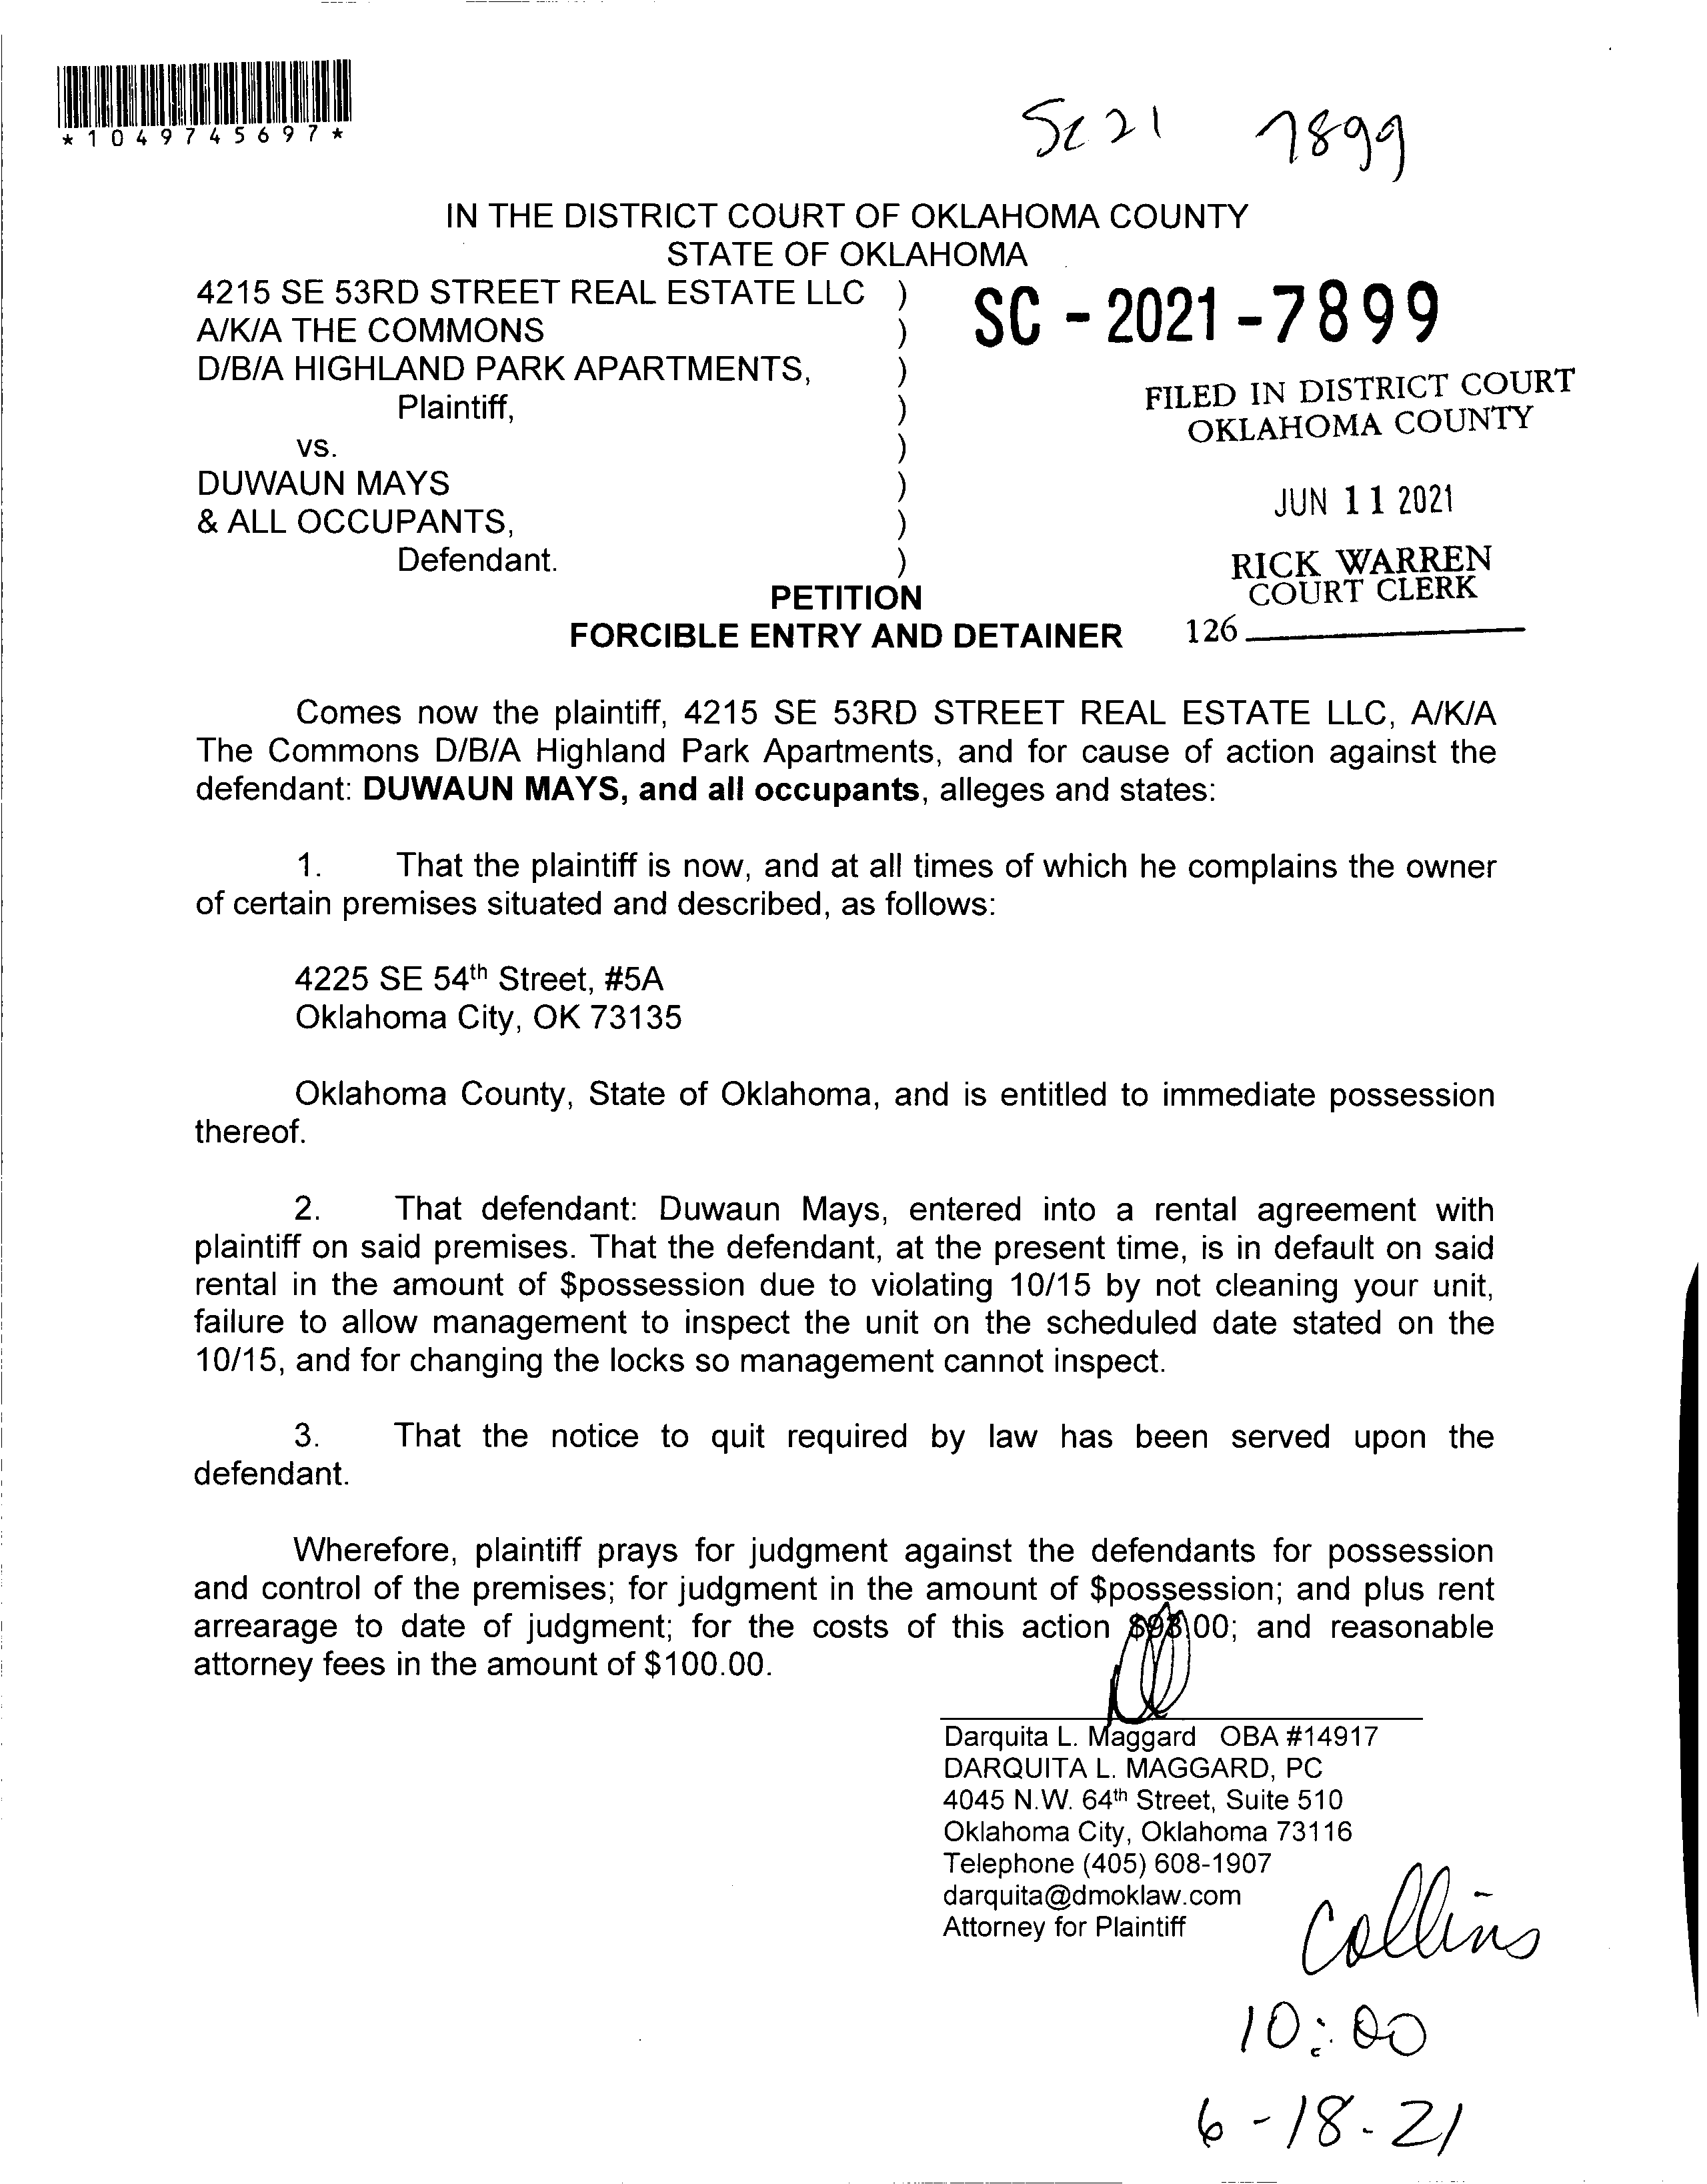 *1049745697*
SC 21 7899
IN THE DISTRICT COURT OF OKLAHOMA COUNTY
STATE OF OKLAHOMA
4215 SE 53RD STREET REAL ESTATE LLC )
A/K/A THE COMMONS )
D/B/A HIGHLAND PARK APARTMENTS, )
Plaintiff, )
vs. )
DUWAUN MAYS )
& ALL OCCUPANTS, )
Defendant. )
SC - 2021 - 7899
FILED IN DISTRICT COURT
OKLAHOMA COUNTY
JUN 11 2021
RICK WARREN
COURT CLERK
126
PETITION
FORCIBLE ENTRY AND DETAINER
Comes now the plaintiff, 4215 SE 53RD STREET REAL ESTATE LLC, A/K/A
The Commons D/B/A Highland Park Apartments, and for cause of action against the
defendant: DUWAUN MAYS, and all occupants, alleges and states:
1. That the plaintiff is now, and at all times of which he complains the owner
of certain premises situated and described, as follows:
4225 SE 54th Street, #5A
Oklahoma City, OK 73135
Oklahoma County, State of Oklahoma, and is entitled to immediate possession
thereof.
2. That defendant: Duwaun Mays, entered into a rental agreement with
plaintiff on said premises. That the defendant, at the present time, is in default on said
rental in the amount of $possession due to violating 10/15 by not cleaning your unit,
failure to allow management to inspect the unit on the scheduled date stated on the
10/15, and for changing the locks so management cannot inspect.
3. That the notice to quit required by law has been served upon the
defendant.
Wherefore, plaintiff prays for judgment against the defendants for possession
and control of the premises; for judgment in the amount of $possession; and plus rent
arrearage to date of judgment; for the costs of this action 00; and reasonable
attorney fees in the amount of $100.00.
Darquita L. Maggard OBA #14917
DARQUITA L. MAGGARD, PC
4045 N.W. 64th Street, Suite 510
Oklahoma City, Oklahoma 73116
Telephone (405) 608-1907
darquita@dmoklaw.com
Attorney for Plaintiff
Collins
10:00
6-18-21